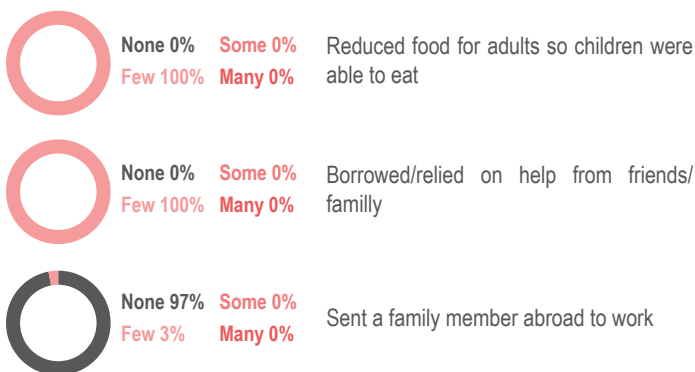 None 0% Some 0%
Few 100% Many 0%
Reduced food for adults so children were
able to eat
None 0% Some 0%
Few 100% Many 0%
Borrowed/relied on help from friends/
familly
None 97% Some 0%
Few 3% Many 0%
Sent a family member abroad to work